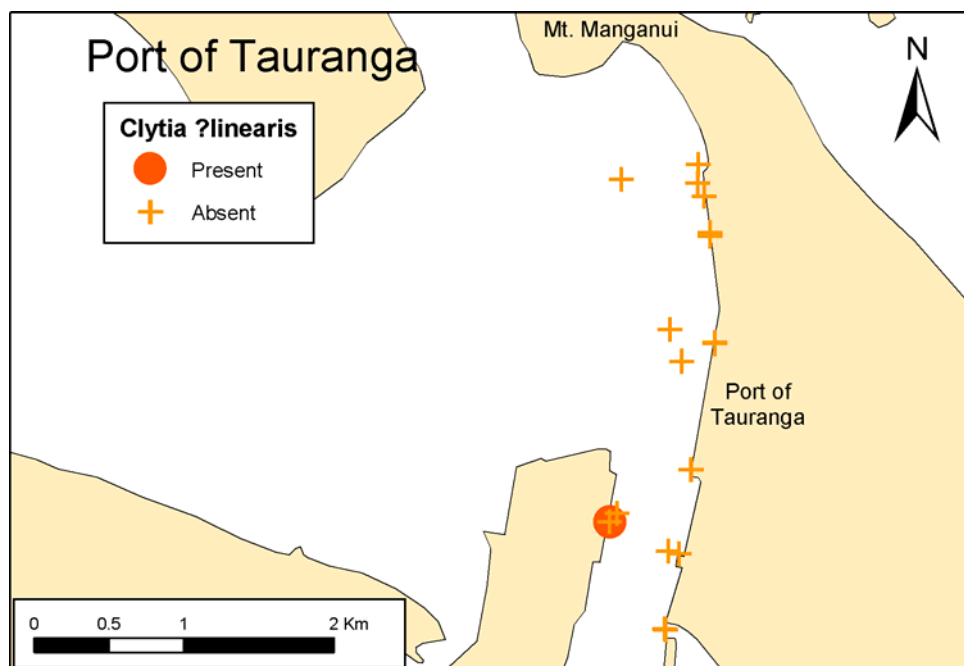 Mt. Manganui
Port of Tauranga
N
Clytia ?linearis
Present
Absent
Port of
Tauranga
0 0.5 1 2 Km